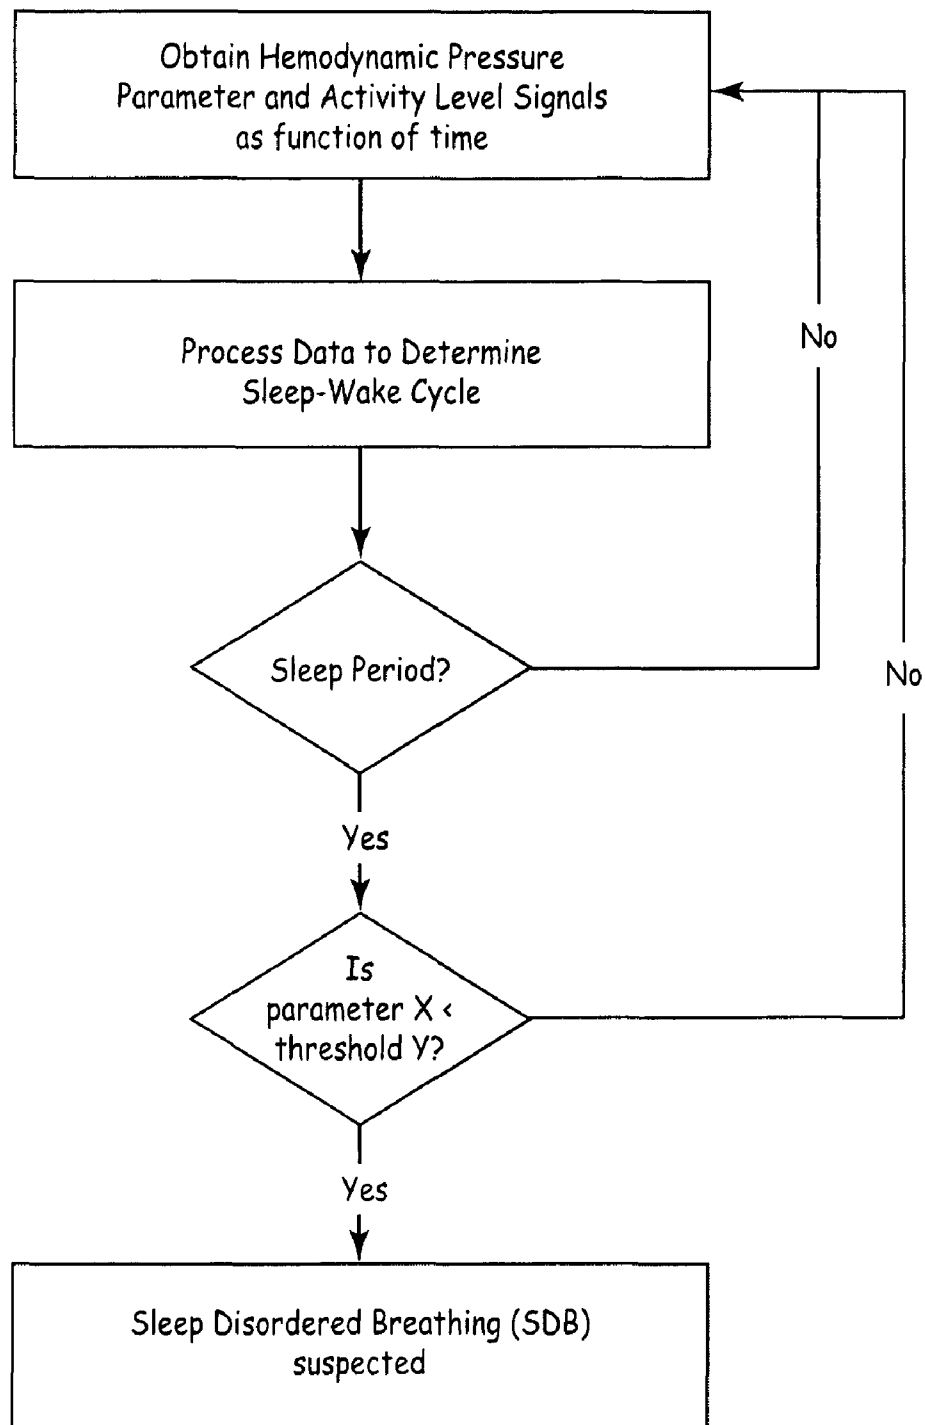 Obtain Hemodynamic Pressure
Parameter and Activity Level Signals
as function of time
Process Data to Determine
Sleep-Wake Cycle
No
Sleep Period?
No
Yes
Is
parameter X <
threshold Y?
Yes
Sleep Disordered Breathing (SDB)
suspected